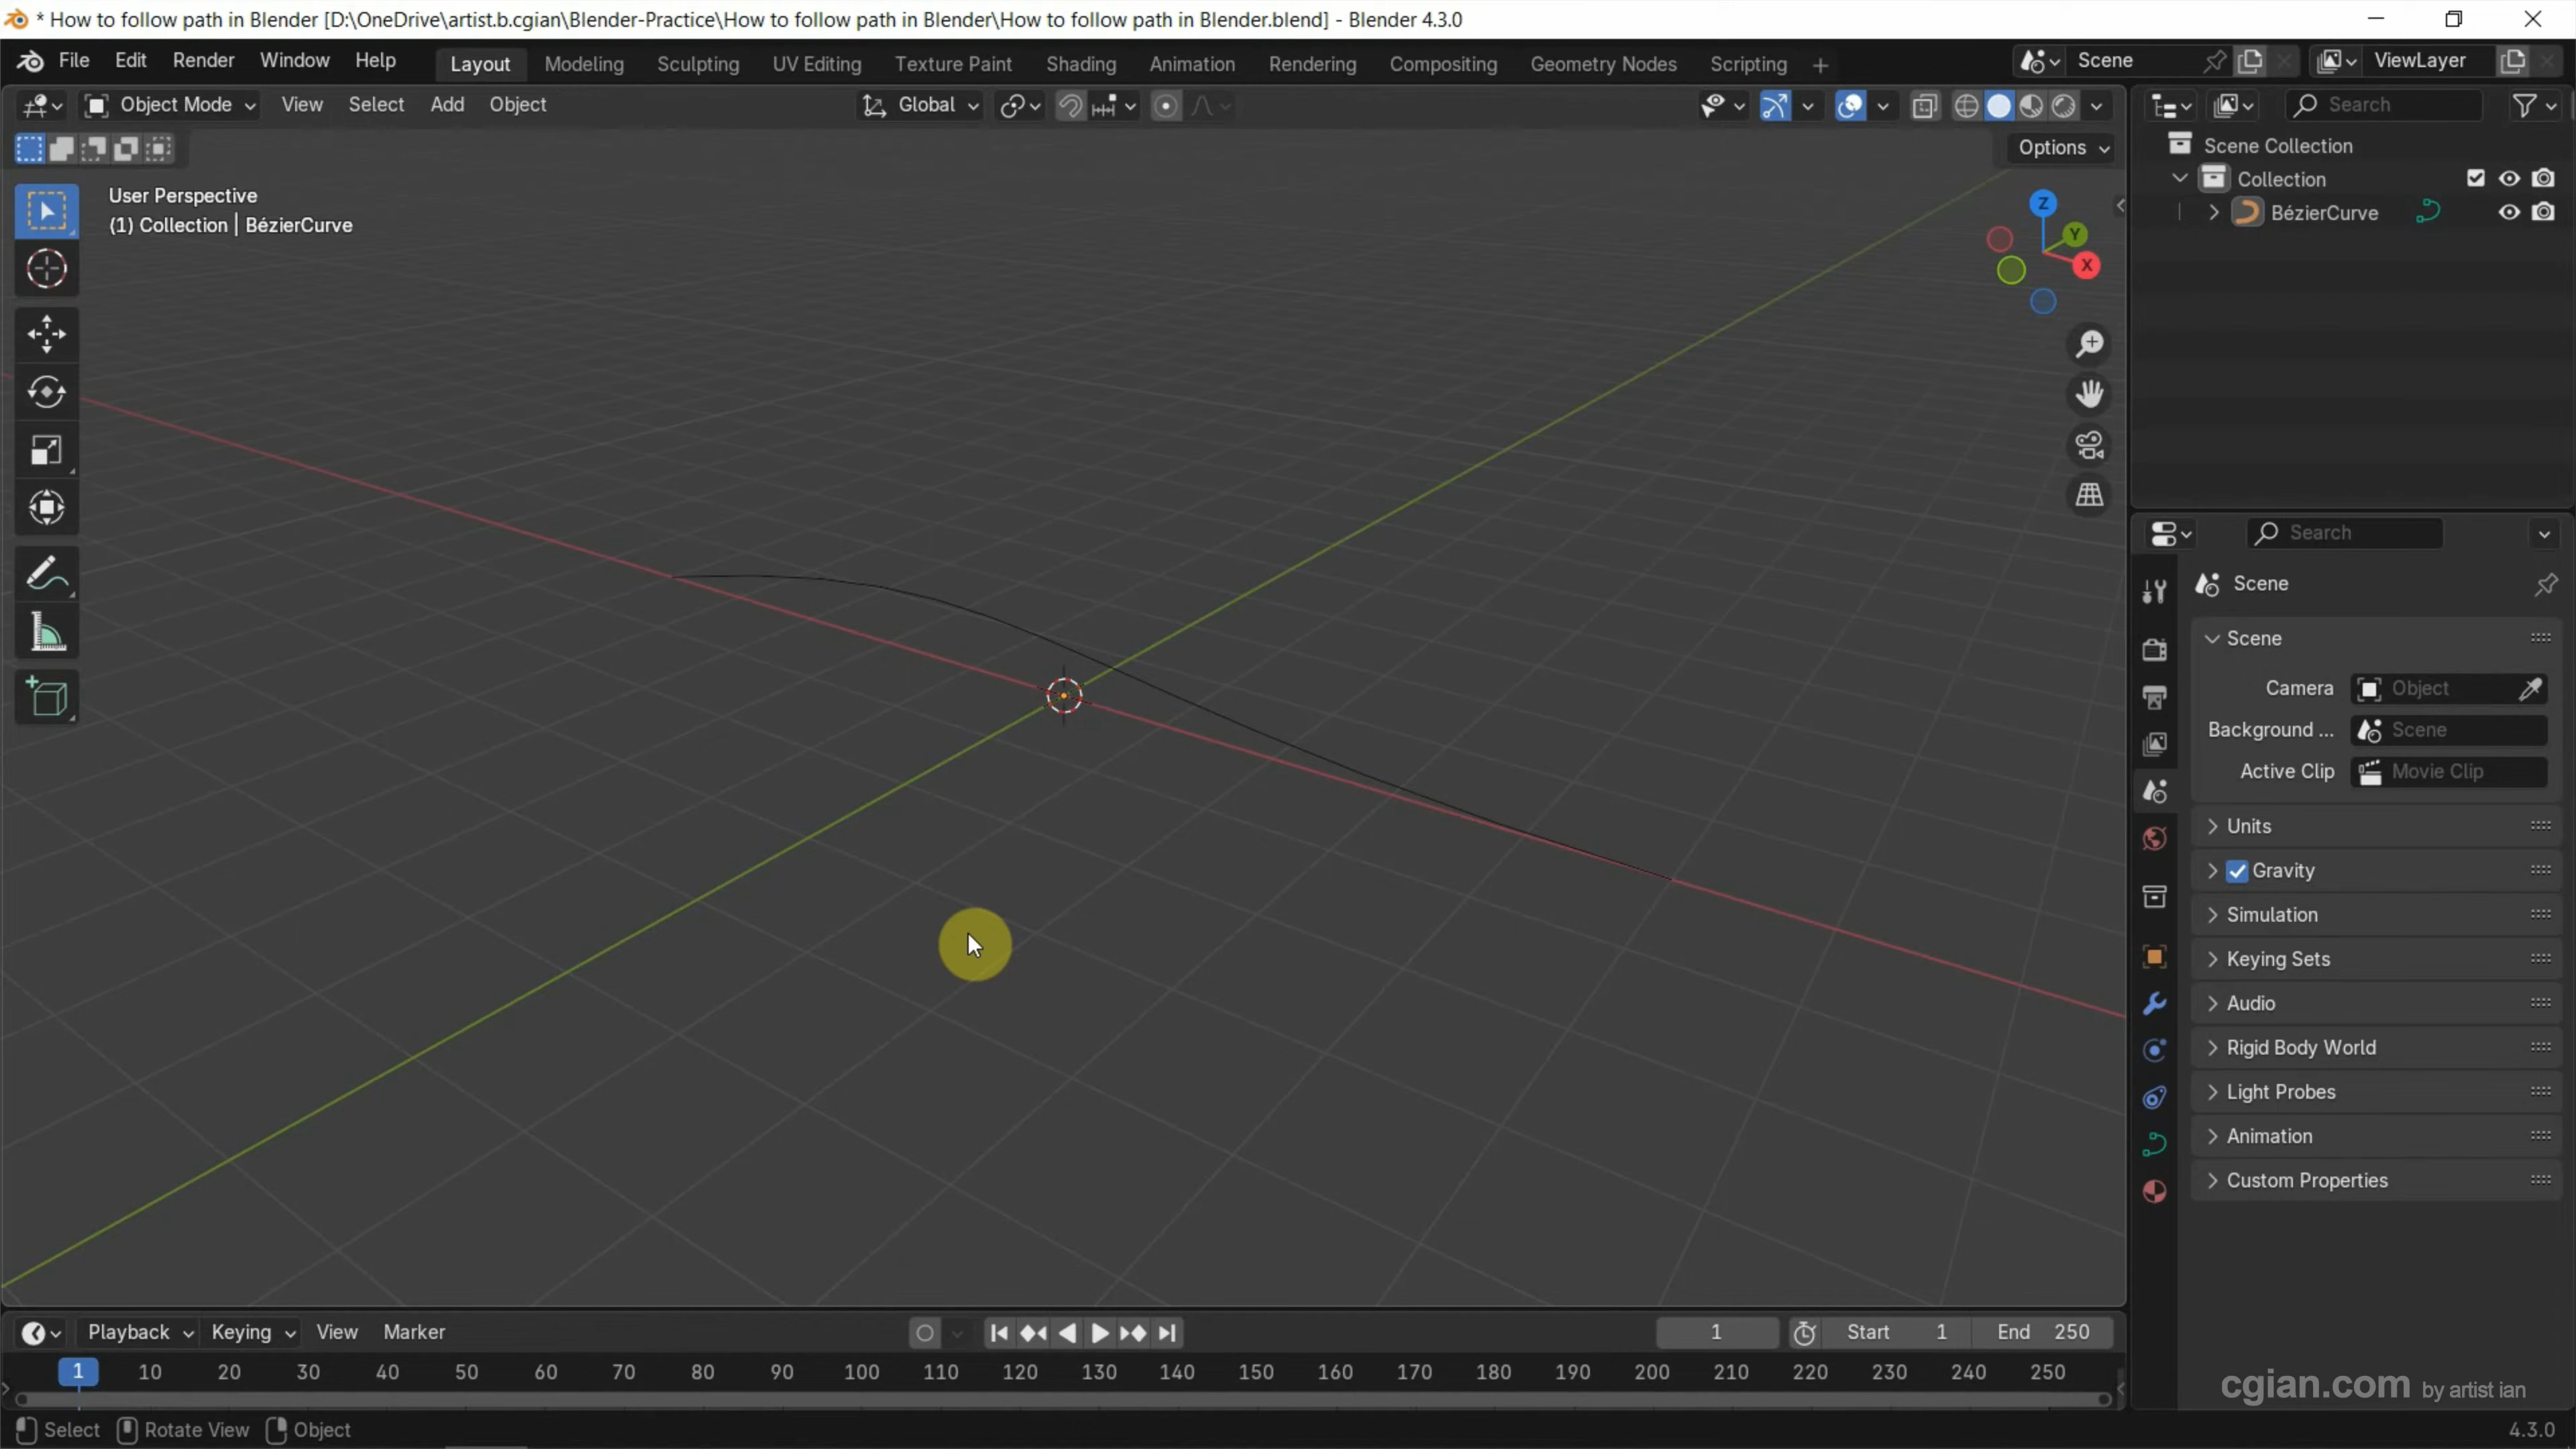 * How to follow path in Blender [D:\OneDrive\artist.b.cgian\Blender-Practice\How to follow path in Blender\How to follow path in Blender.blend] - Blender 4.3.0
File Edit Render Window Help Layout Modeling Sculpting UV Editing Texture Paint Shading Animation Rendering Compositing Geometry Nodes Scripting + Scene ViewLayer
Object Mode View Select Add Object Global Search
Options
User Perspective
(1) Collection | BézierCurve
Z
Y
X
Scene Collection
Collection
BézierCurve
Search
Scene
Scene
Camera Object
Background ... Scene
Active Clip Movie Clip
Units
Gravity
Simulation
Keying Sets
Audio
Rigid Body World
Light Probes
Animation
Custom Properties
Playback Keying View Marker 1 Start 1 End 250
1 10 20 30 40 50 60 70 80 90 100 110 120 130 140 150 160 170 180 190 200 210 220 230 240 250
cgian.com by artist ian
Select Rotate View Object 4.3.0